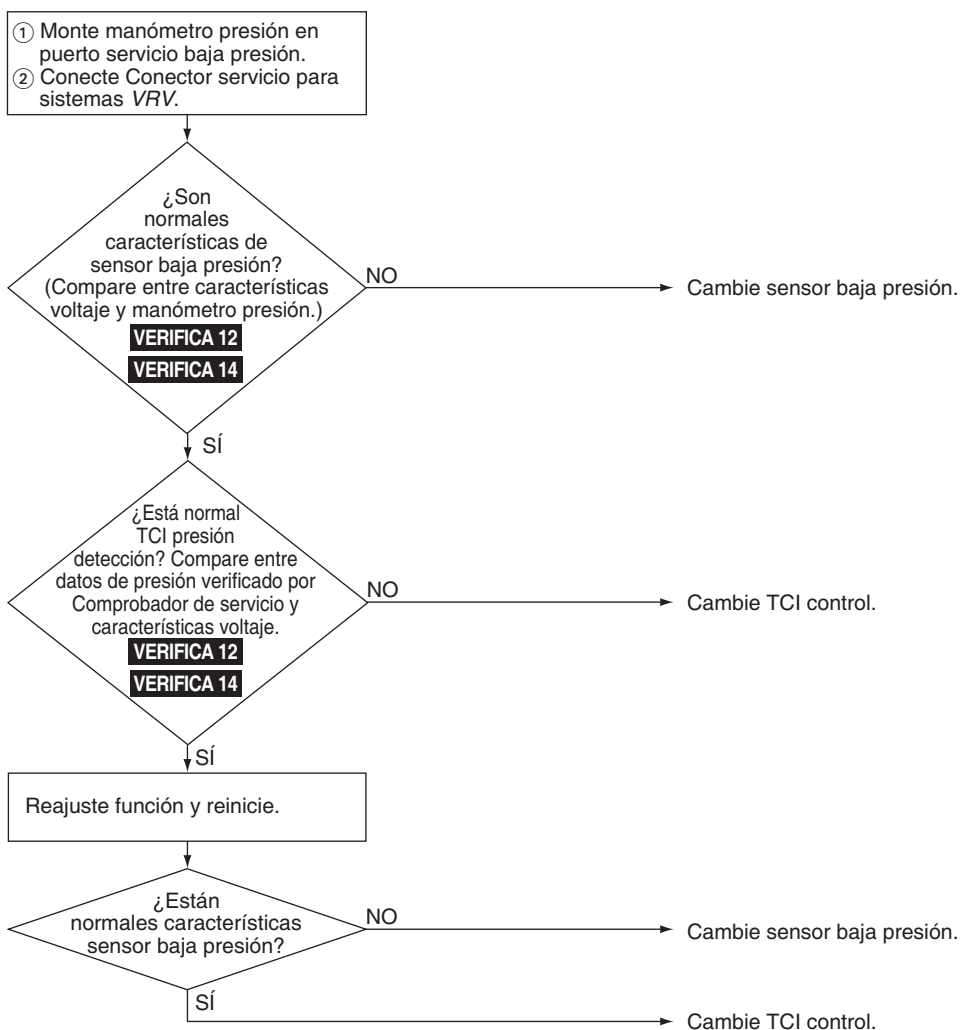 ① Monte manómetro presión en
puerto servicio baja presión.
② Conecte Conector servicio para
sistemas VRV.
¿Son
normales
características de
sensor baja presión?
(Compare entre características
voltaje y manómetro presión.)
VERIFICA 12
VERIFICA 14
NO
Cambie sensor baja presión.
SÍ
¿Está normal
TCI presión
detección? Compare entre
datos de presión verificado por
Comprobador de servicio y
características voltaje.
VERIFICA 12
VERIFICA 14
NO
Cambie TCI control.
SÍ
Reajuste función y reinicie.
¿Están
normales características
sensor baja presión?
NO
Cambie sensor baja presión.
SÍ
Cambie TCI control.